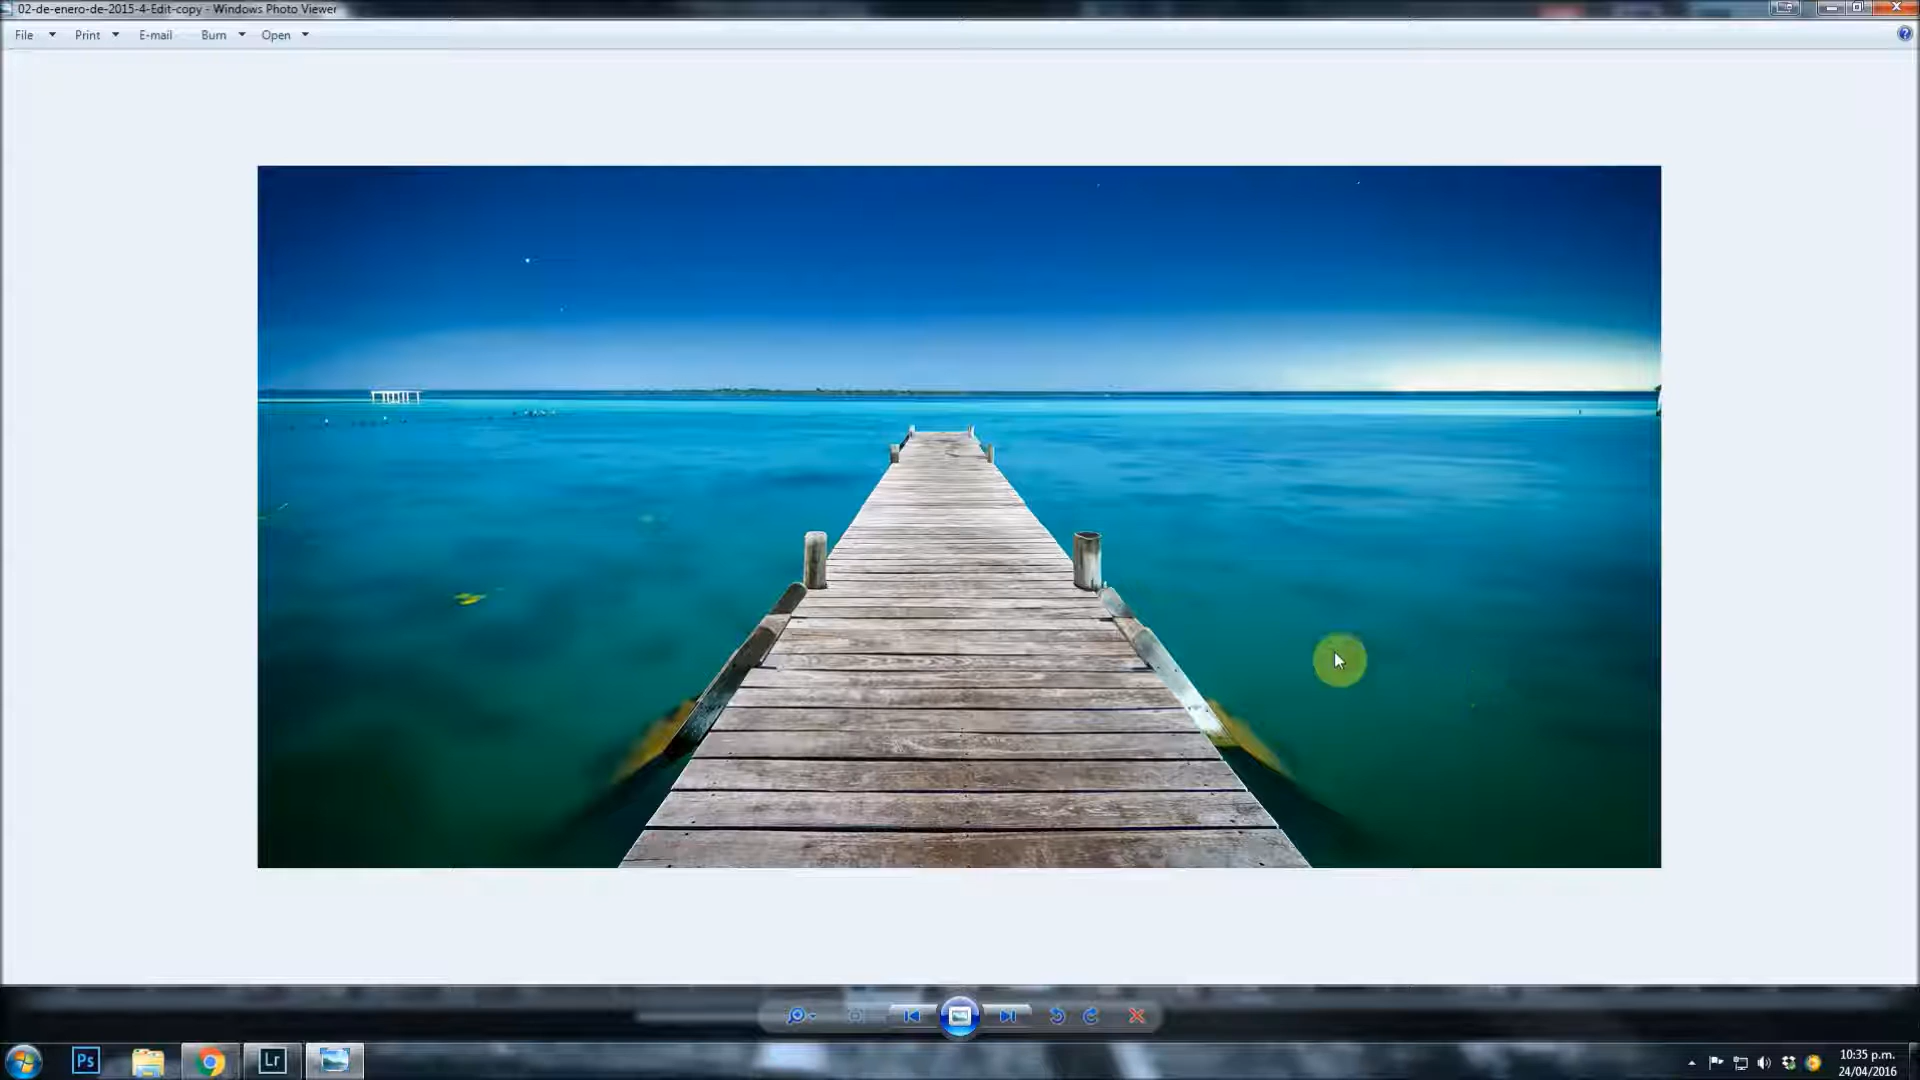 02-de-enero-de-2015-4-Edit-copy - Windows Photo Viewer
File Print E-mail Burn Open
?
Ps Lr
10:35 p.m.
24/04/2016